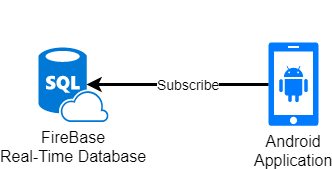 SQL
Subscribe
FireBase
Real-Time Database
Android
Application